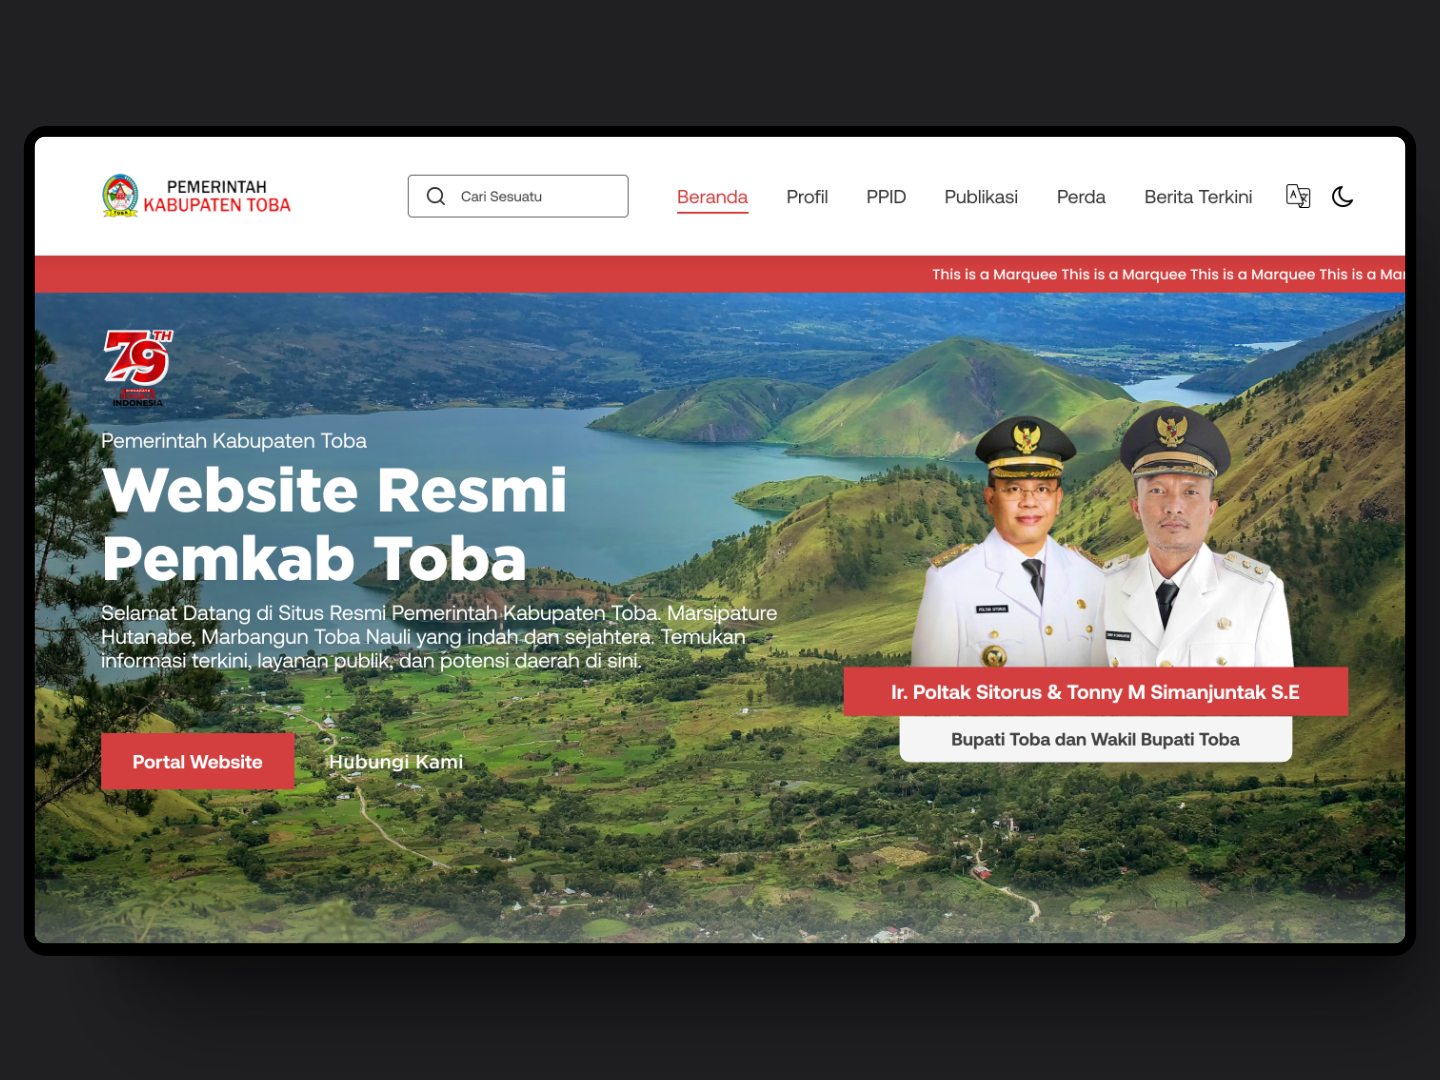 PEMERINTAH
KABUPATEN TOBA
Cari Sesuatu
Beranda
Profil
PPID
Publikasi
Perda
Berita Terkini
This is a Marquee This is a Marquee This is a Marquee This is a Mar
79TH
INDONESIA
Pemerintah Kabupaten Toba
Website Resmi
Pemkab Toba
Selamat Datang di Situs Resmi Pemerintah Kabupaten Toba. Marsipature
Hutanabe, Marbangun Toba Nauli yang indah dan sejahtera. Temukan
informasi terkini, layanan publik, dan potensi daerah di sini.
Portal Website
Hubungi Kami
POLTAK SITORUS
Ir. Poltak Sitorus & Tonny M Simanjuntak S.E
Bupati Toba dan Wakil Bupati Toba